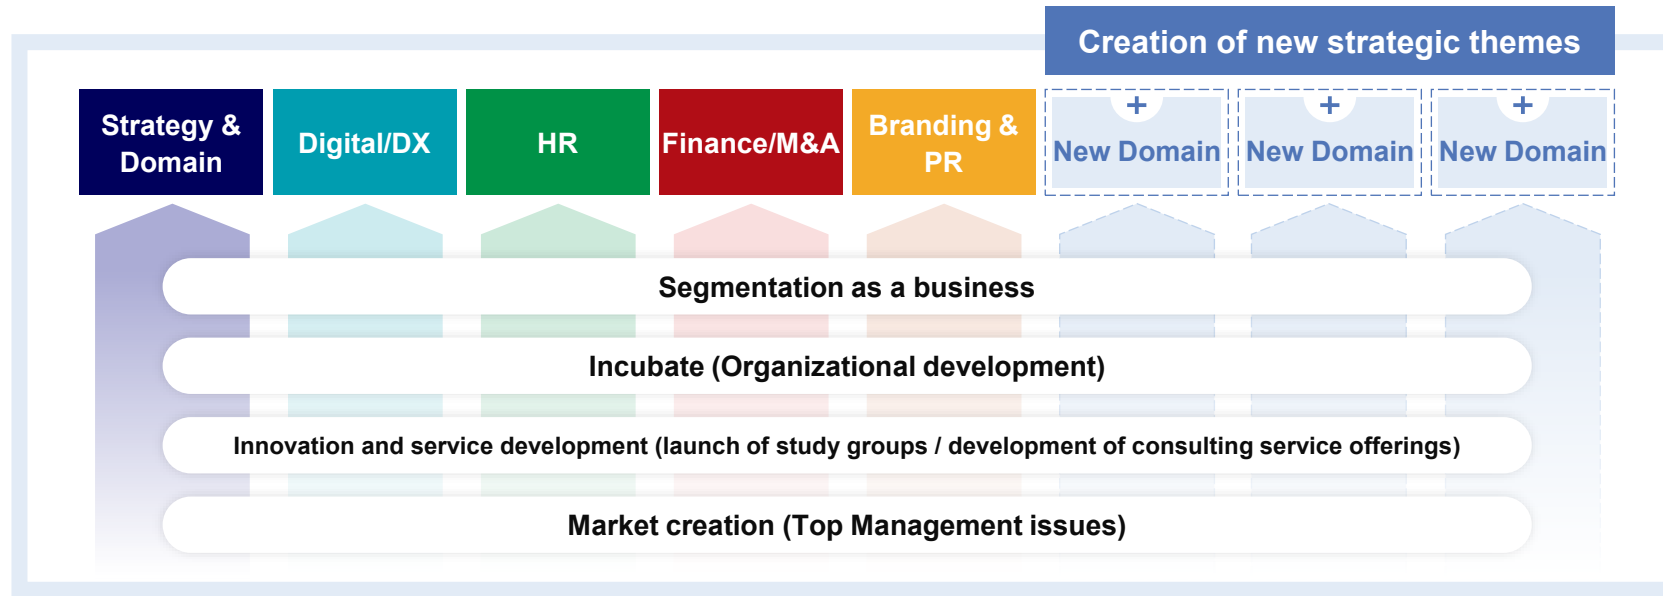 Creation of new strategic themes
Strategy &
Domain
Digital/DX
HR
Finance/M&A
Branding &
PR
+
New Domain
+
New Domain
+
New Domain
Segmentation as a business
Incubate (Organizational development)
Innovation and service development (launch of study groups / development of consulting service offerings)
Market creation (Top Management issues)